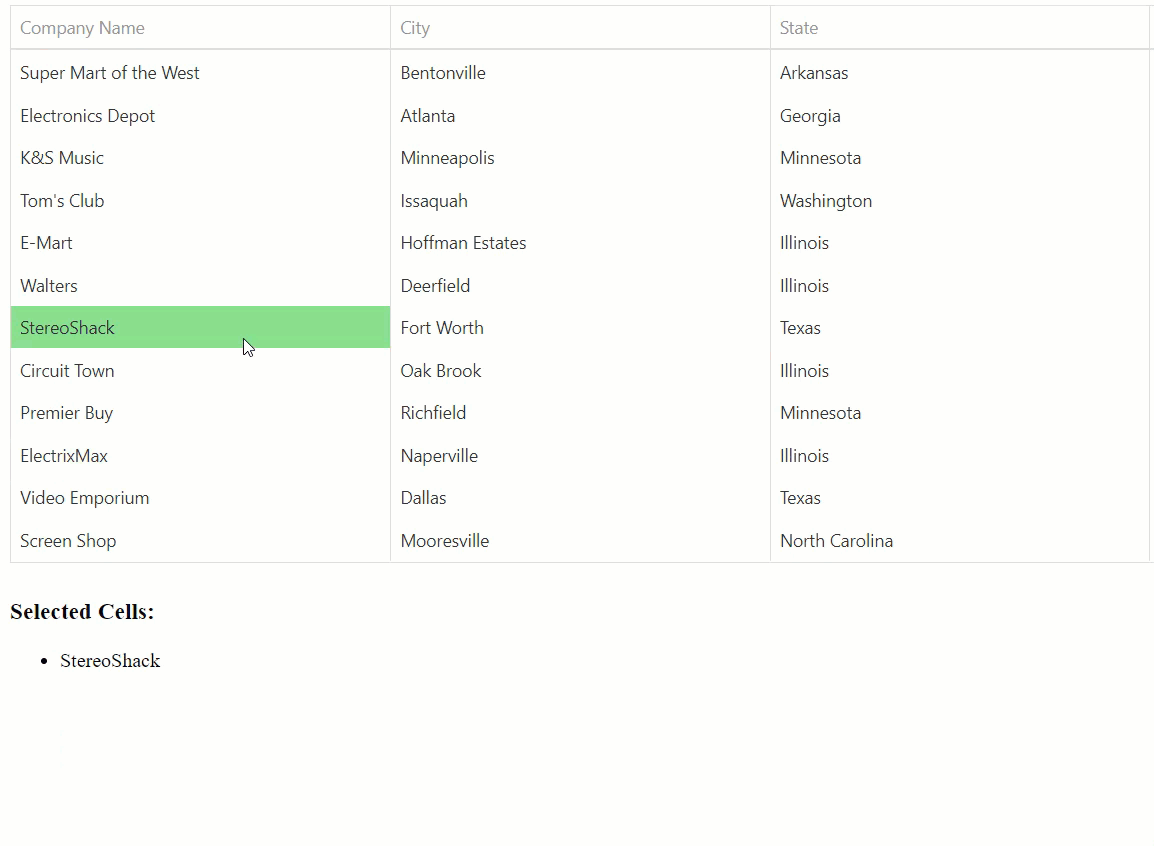 Company Name City State
Super Mart of the West Bentonville Arkansas
Electronics Depot Atlanta Georgia
K&S Music Minneapolis Minnesota
Tom's Club Issaquah Washington
E-Mart Hoffman Estates Illinois
Walters Deerfield Illinois
StereoShack Fort Worth Texas
Circuit Town Oak Brook Illinois
Premier Buy Richfield Minnesota
ElectrixMax Naperville Illinois
Video Emporium Dallas Texas
Screen Shop Mooresville North Carolina
Selected Cells:
• StereoShack